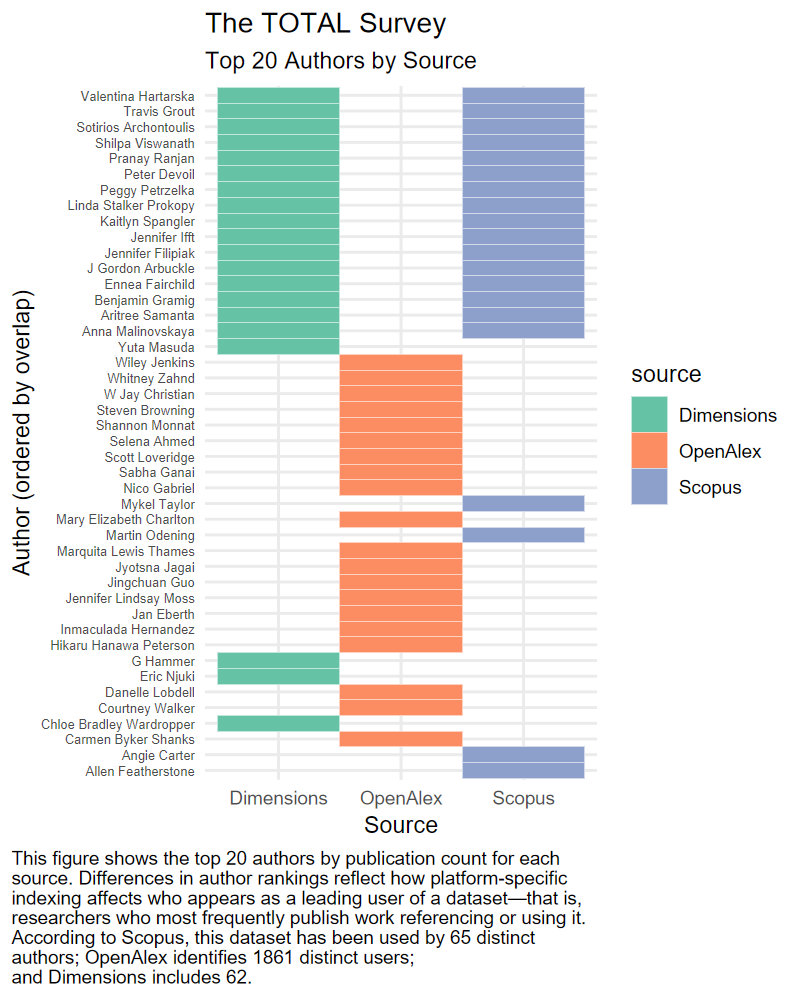 The TOTAL Survey
Top 20 Authors by Source
Author (ordered by overlap)
Valentina Hartarska
Travis Grout
Sotirios Archontoulis
Shilpa Viswanath
Pranay Ranjan
Peter Devoil
Peggy Petrzelka
Linda Stalker Prokopy
Kaitlyn Spangler
Jennifer Ifft
Jennifer Filipiak
J Gordon Arbuckle
Ennea Fairchild
Benjamin Gramig
Aritree Samanta
Anna Malinovskaya
Yuta Masuda
Wiley Jenkins
Whitney Zahnd
W Jay Christian
Steven Browning
Shannon Monnat
Selena Ahmed
Scott Loveridge
Sabha Ganai
Nico Gabriel
Mykel Taylor
Mary Elizabeth Charlton
Martin Odening
Marquita Lewis Thames
Jyotsna Jagai
Jingchuan Guo
Jennifer Lindsay Moss
Jan Eberth
Inmaculada Hernandez
Hikaru Hanawa Peterson
G Hammer
Eric Njuki
Danelle Lobdell
Courtney Walker
Chloe Bradley Wardropper
Carmen Byker Shanks
Angie Carter
Allen Featherstone
Dimensions OpenAlex Scopus
Source
source
Dimensions
OpenAlex
Scopus
This figure shows the top 20 authors by publication count for each
source. Differences in author rankings reflect how platform-specific
indexing affects who appears as a leading user of a dataset—that is,
researchers who most frequently publish work referencing or using it.
According to Scopus, this dataset has been used by 65 distinct
authors; OpenAlex identifies 1861 distinct users;
and Dimensions includes 62.